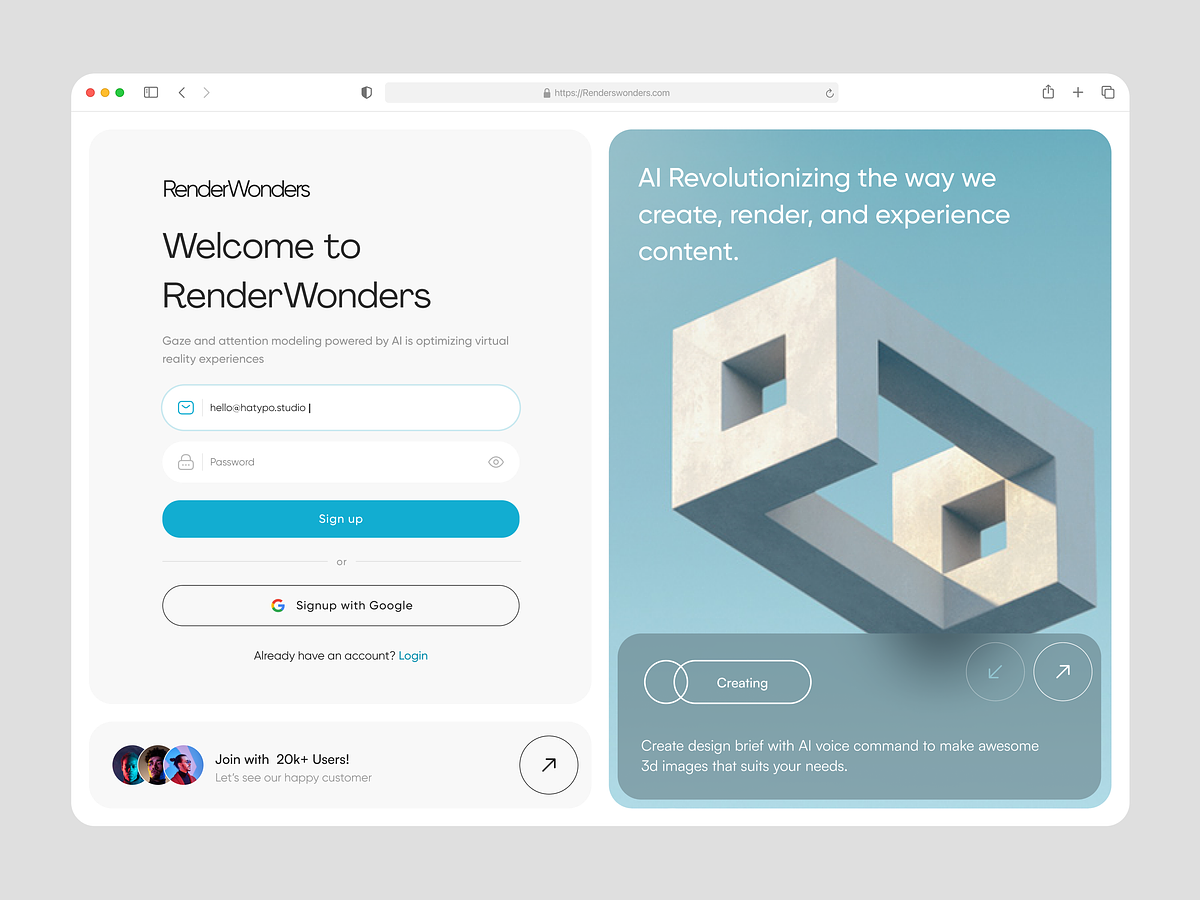 https://Renderswonders.com
RenderWonders
Welcome to
RenderWonders
Gaze and attention modeling powered by AI is optimizing virtual
reality experiences
hello@hatypo.studio
Password
Sign up
or
Signup with Google
Already have an account? Login
Join with 20k+ Users!
Let's see our happy customer
AI Revolutionizing the way we
create, render, and experience
content.
Creating
Create design brief with AI voice command to make awesome
3d images that suits your needs.